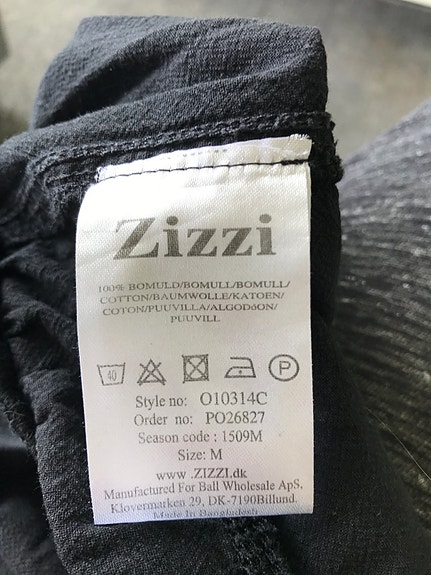 Zizzi
100% BOMULD/BOMULL/BOMULL/
COTTON/BAUMWOLLE/KATOEN/
COTON/PUUVILLA/ALGODóON/
PUUVILL
40 P
Style no: O10314C
Order no: PO26827
Season code : 1509M
Size: M
www .ZIZZI.dk
Manufactured For Ball Wholesale ApS,
Klovermarken 29, DK-7190Billund.
Made In Bangladesh